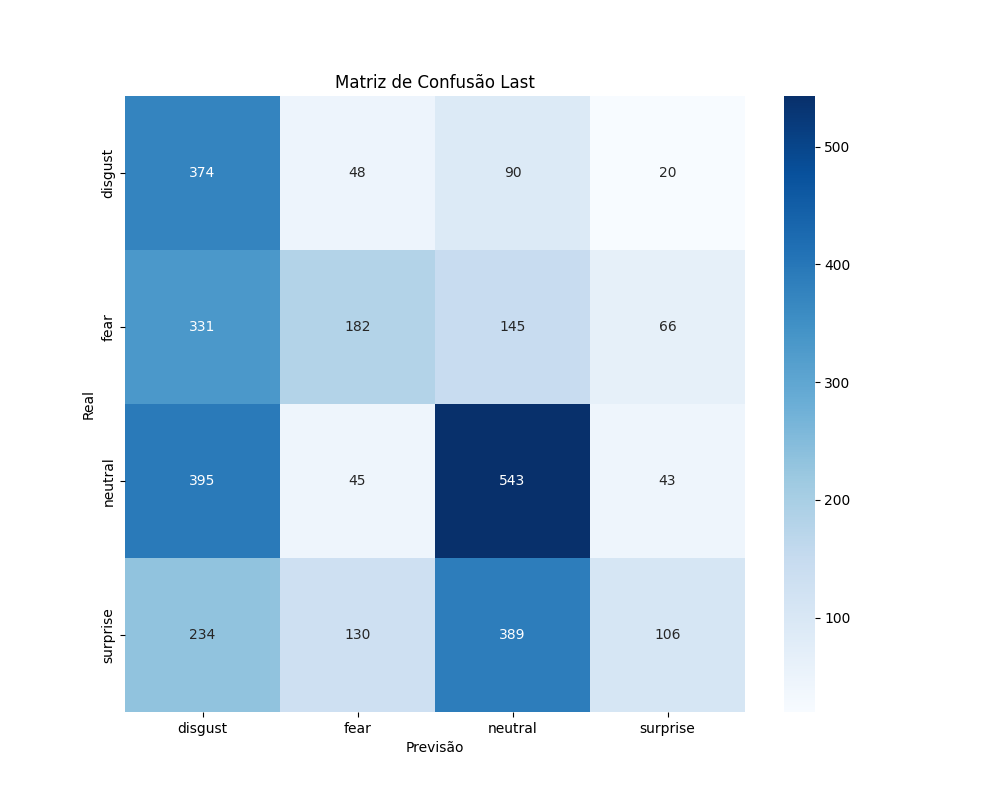 Matriz de Confusão Last
Real
disgust
374 48 90 20
fear
331 182 145 66
neutral
395 45 543 43
surprise
234 130 389 106
disgust fear neutral surprise
Previsão
500
400
300
200
100